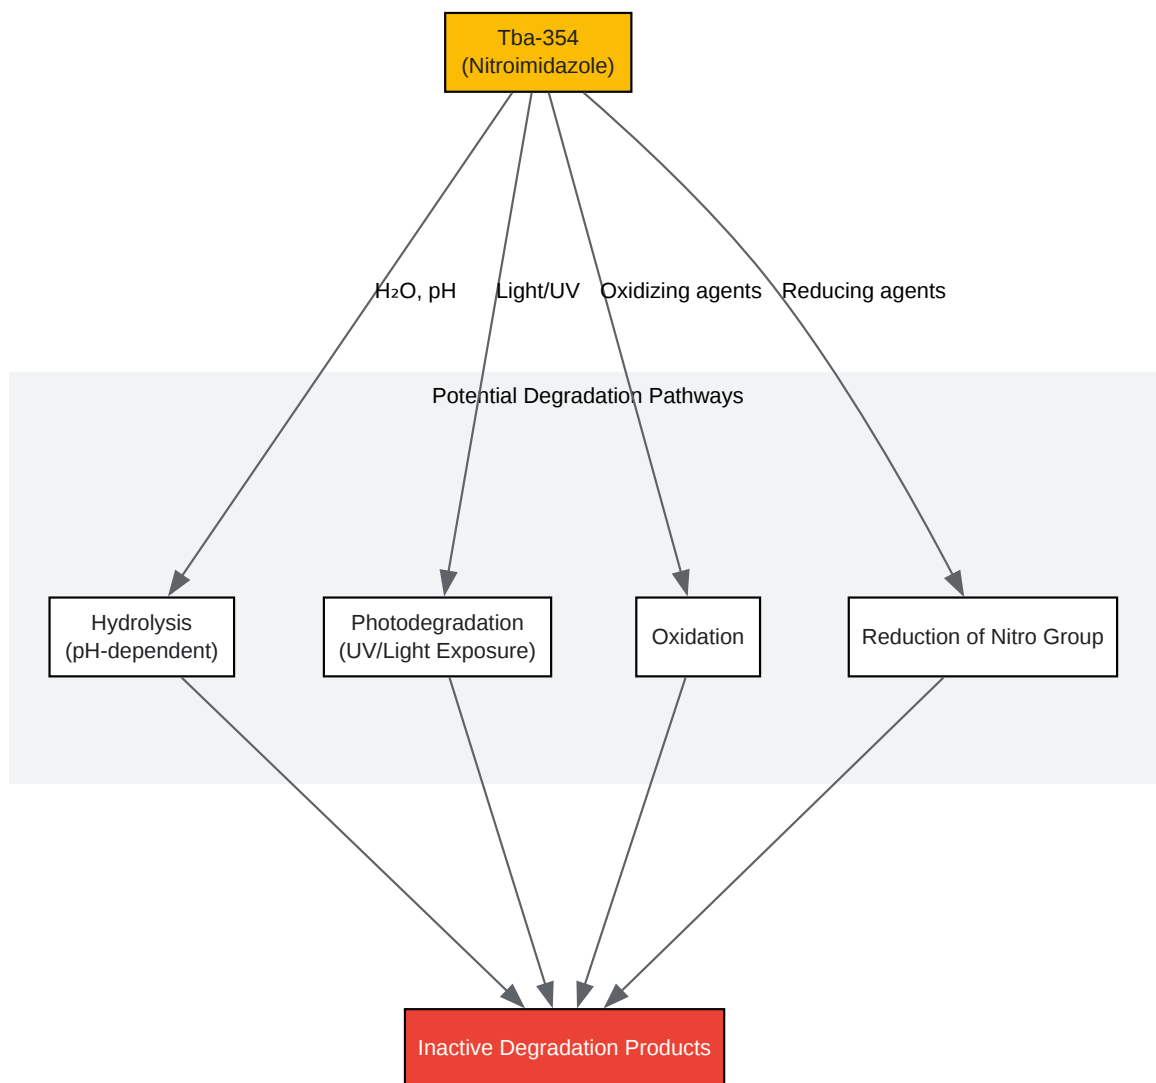 Tba-354
(Nitroimidazole)
H₂O, pH
Light/UV
Oxidizing agents
Reducing agents
Potential Degradation Pathways
Hydrolysis
(pH-dependent)
Photodegradation
(UV/Light Exposure)
Oxidation
Reduction of Nitro Group
Inactive Degradation Products